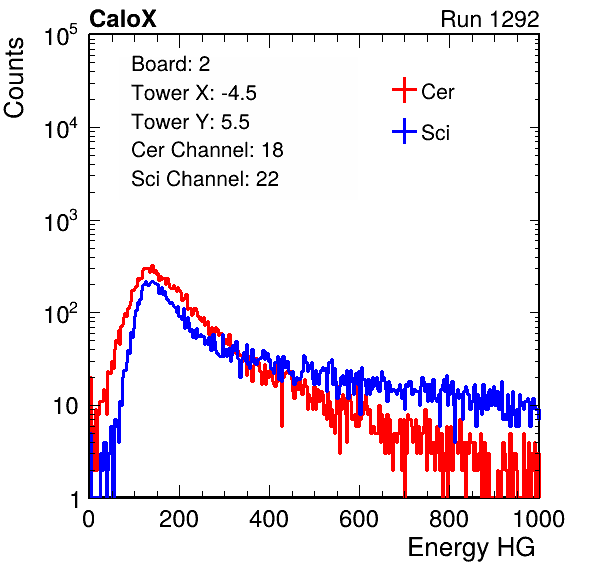 CaloX Run 1292
Counts
Board: 2
Tower X: -4.5
Tower Y: 5.5
Cer Channel: 18
Sci Channel: 22
Cer
Sci
10^5
10^4
10^3
10^2
10
1
0 200 400 600 800 1000
Energy HG